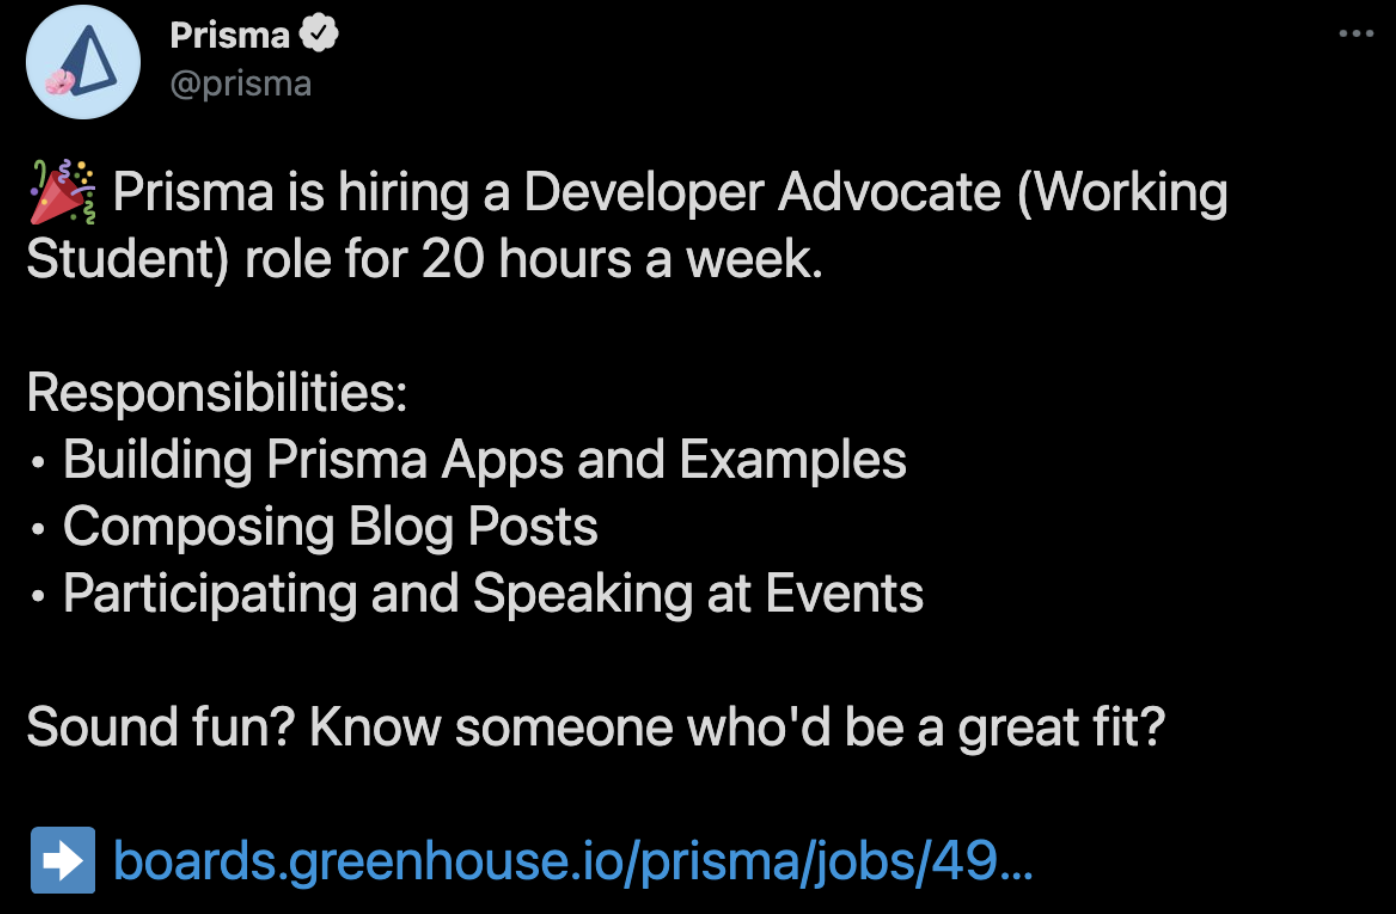 Prisma
@prisma
🎉 Prisma is hiring a Developer Advocate (Working
Student) role for 20 hours a week.
Responsibilities:
• Building Prisma Apps and Examples
• Composing Blog Posts
• Participating and Speaking at Events
Sound fun? Know someone who'd be a great fit?
➡️ boards.greenhouse.io/prisma/jobs/49…